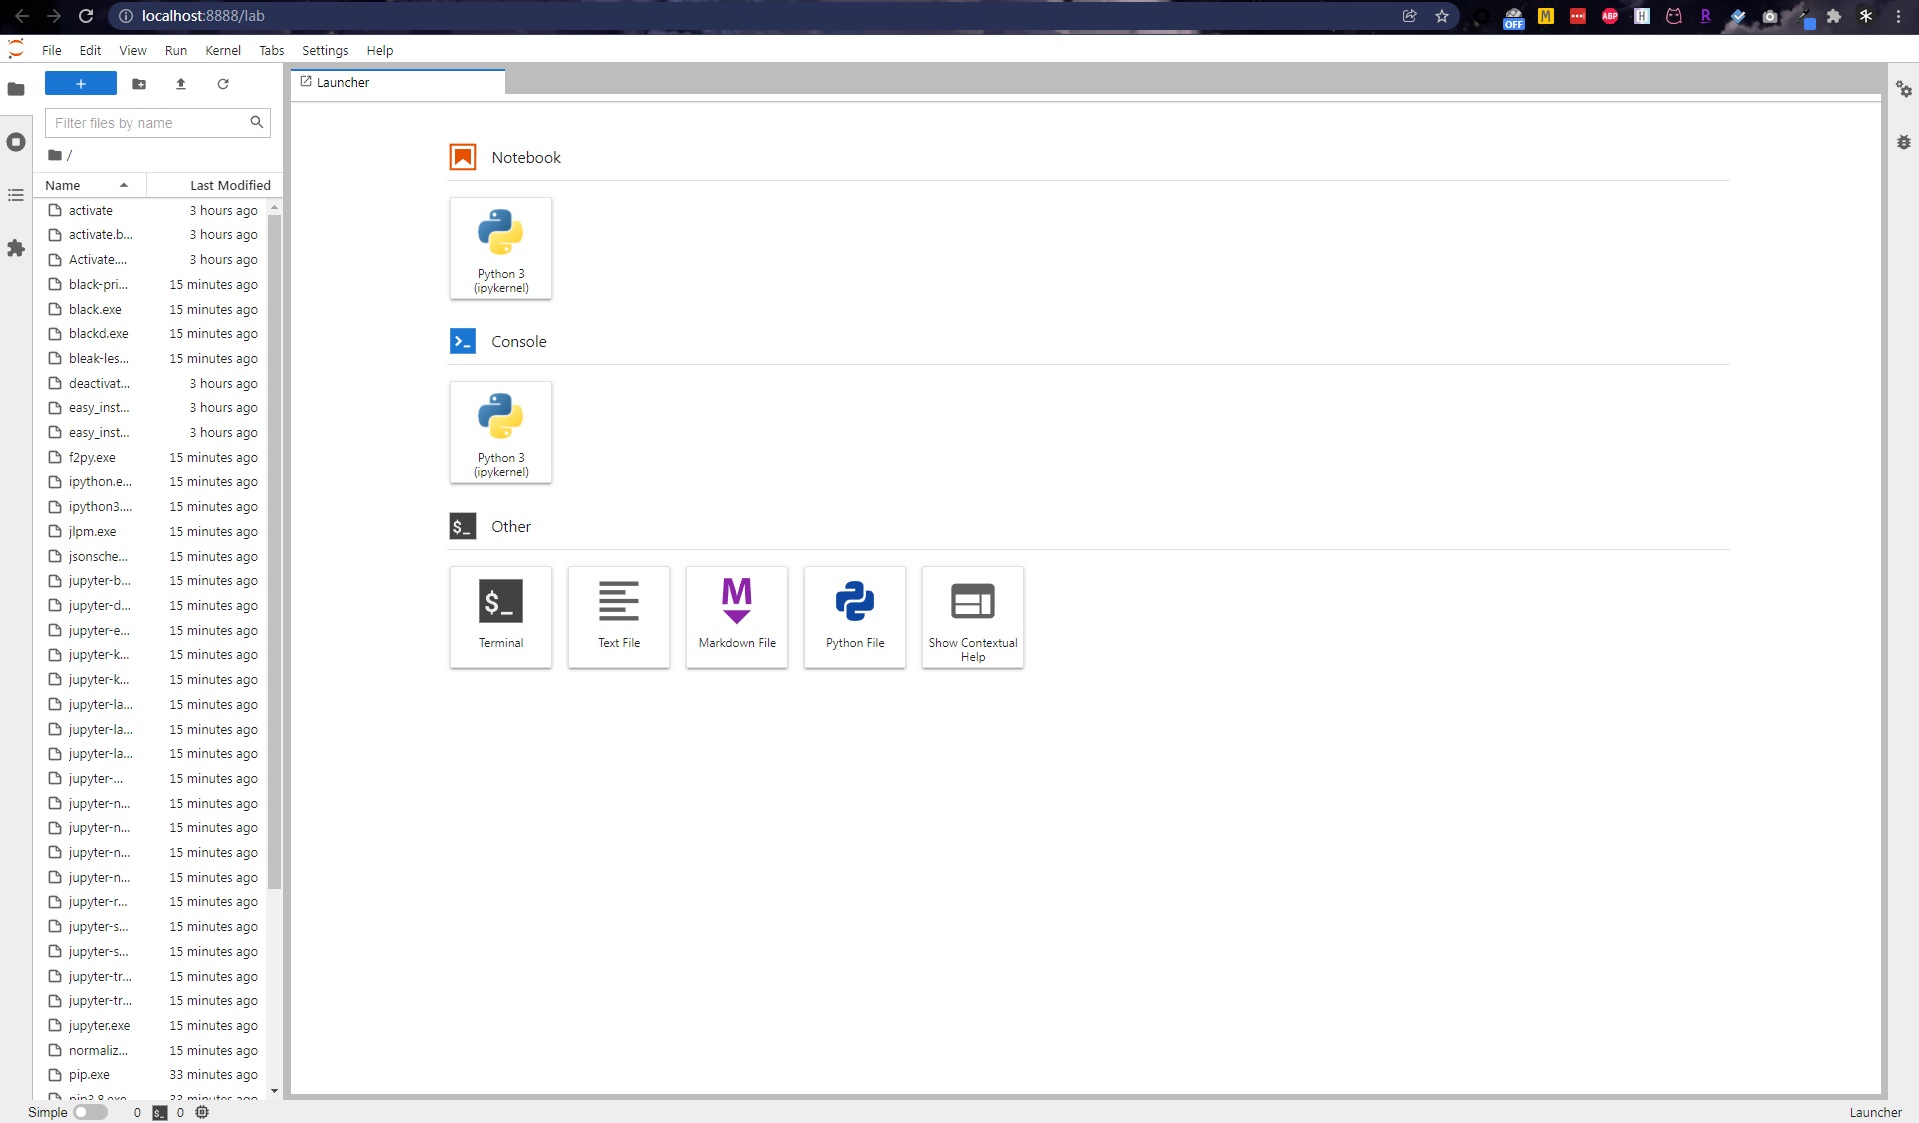 localhost:8888/lab
OFF
M
ABP
H
R
File Edit View Run Kernel Tabs Settings Help
+
Launcher
Filter files by name
/
Name Last Modified
activate 3 hours ago
activate.b... 3 hours ago
Activate.... 3 hours ago
black-pri... 15 minutes ago
black.exe 15 minutes ago
blackd.exe 15 minutes ago
bleak-les... 15 minutes ago
deactivat... 3 hours ago
easy_inst... 3 hours ago
easy_inst... 3 hours ago
f2py.exe 15 minutes ago
ipython.e... 15 minutes ago
ipython3.... 15 minutes ago
jlpm.exe 15 minutes ago
jsonsche... 15 minutes ago
jupyter-b... 15 minutes ago
jupyter-d... 15 minutes ago
jupyter-e... 15 minutes ago
jupyter-k... 15 minutes ago
jupyter-k... 15 minutes ago
jupyter-la... 15 minutes ago
jupyter-la... 15 minutes ago
jupyter-la... 15 minutes ago
jupyter-... 15 minutes ago
jupyter-n... 15 minutes ago
jupyter-n... 15 minutes ago
jupyter-n... 15 minutes ago
jupyter-n... 15 minutes ago
jupyter-r... 15 minutes ago
jupyter-s... 15 minutes ago
jupyter-s... 15 minutes ago
jupyter-tr... 15 minutes ago
jupyter-tr... 15 minutes ago
jupyter.exe 15 minutes ago
normaliz... 15 minutes ago
pip.exe 33 minutes ago
pip3.8.exe 33 minutes ago
Notebook
Python 3
(ipykernel)
Console
Python 3
(ipykernel)
$_ Other
$_
Terminal
Text File
M
Markdown File
Python File
Show Contextual
Help
Simple 0 $_ 0
Launcher